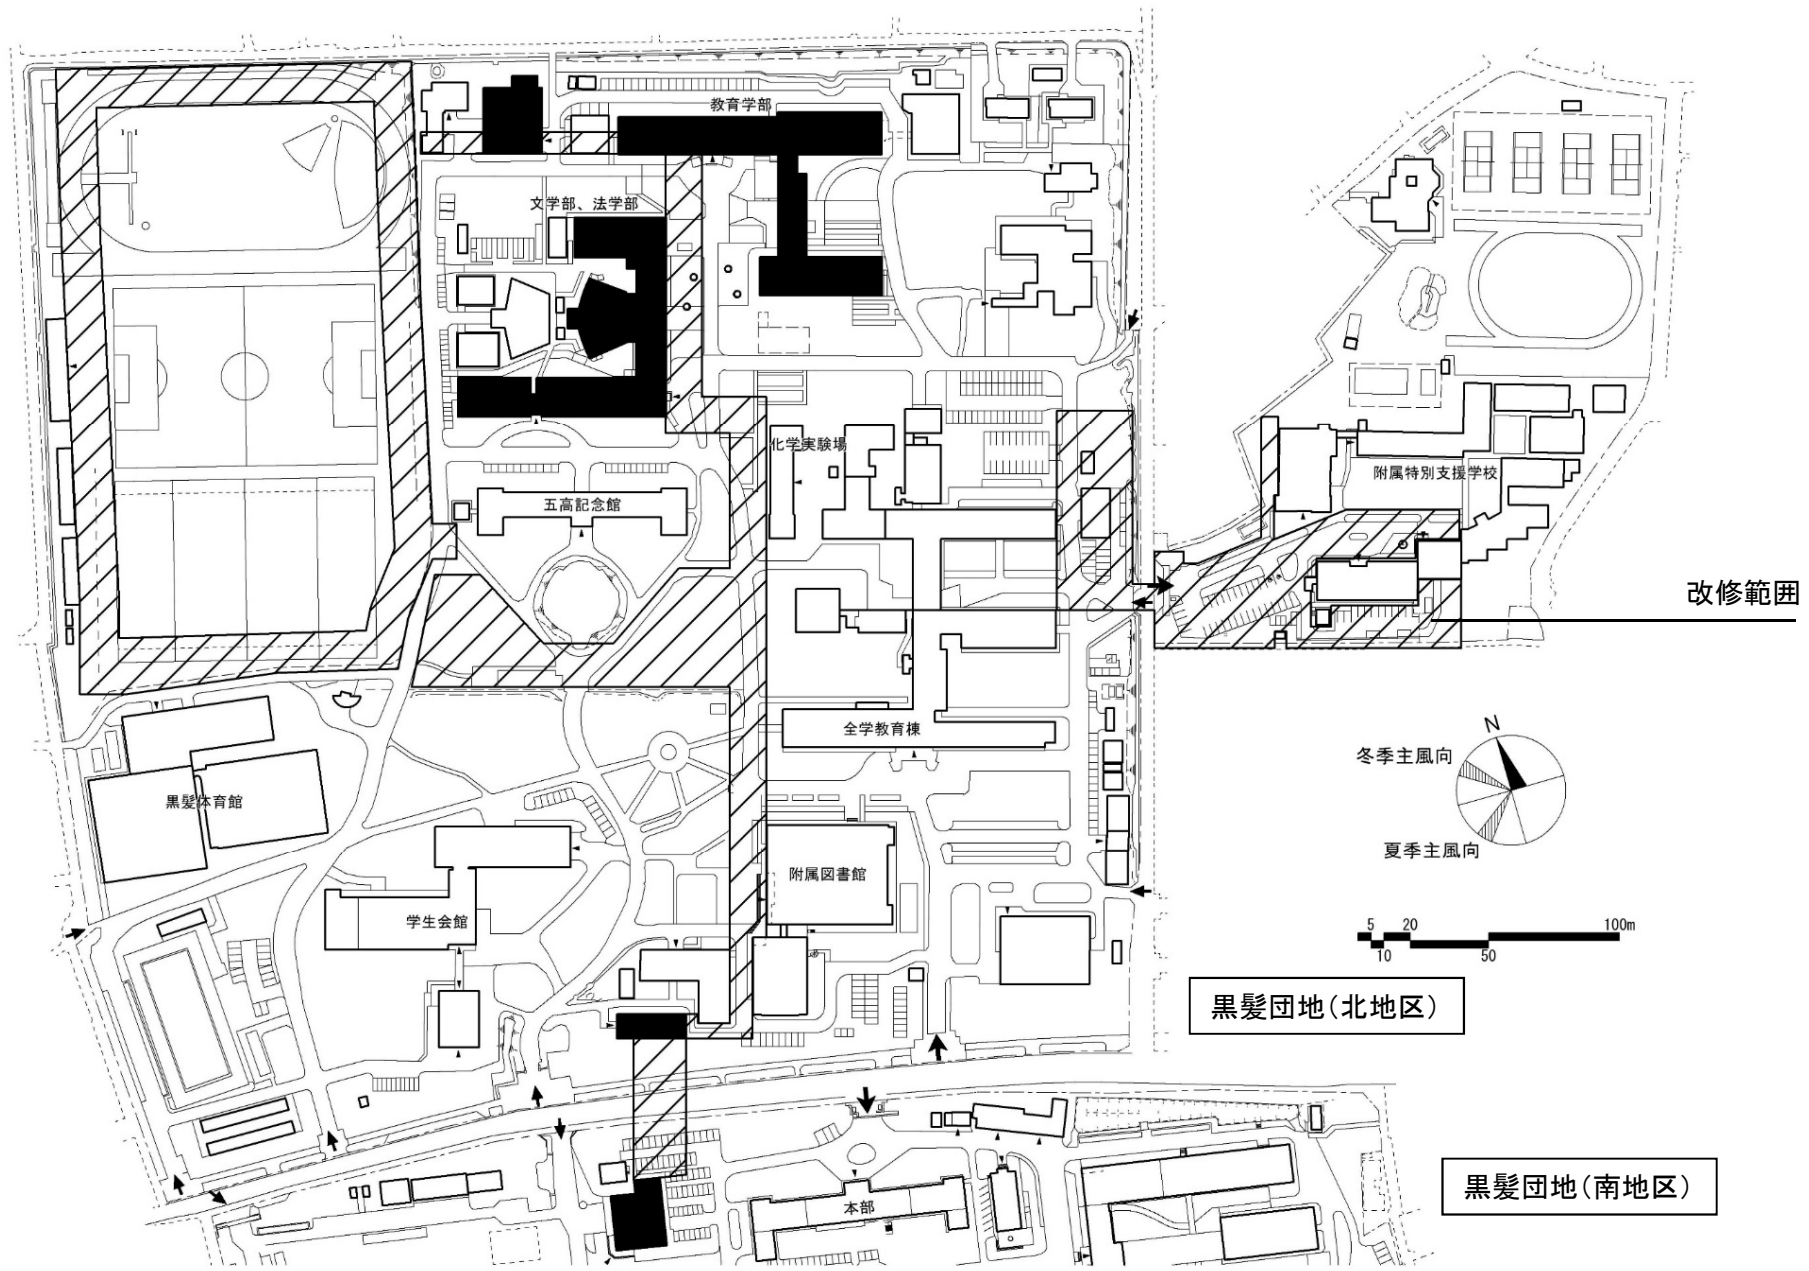 教育学部
文学部、法学部
化学実験場
附属特別支援学校
五高記念館
改修範囲
全学教育棟
N
冬季主風向
夏季主風向
黒髪体育館
附属図書館
学生会館
5 20 100m
10 50
黒髪団地（北地区）
黒髪団地（南地区）
本部